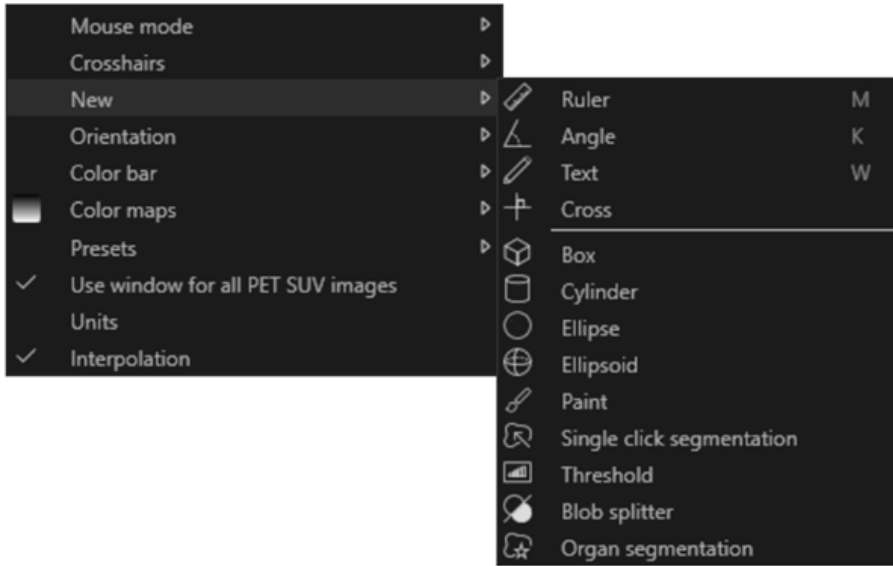 Mouse mode
Crosshairs
New
Orientation
Color bar
Color maps
Presets
Use window for all PET SUV images
Units
Interpolation
Ruler M
Angle K
Text W
Cross
Box
Cylinder
Ellipse
Ellipsoid
Paint
Single click segmentation
Threshold
Blob splitter
Organ segmentation